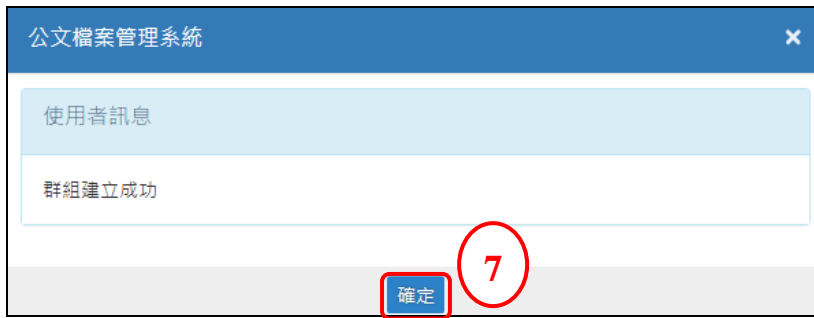 公文檔案管理系統 ×
使用者訊息
群組建立成功
7
確定